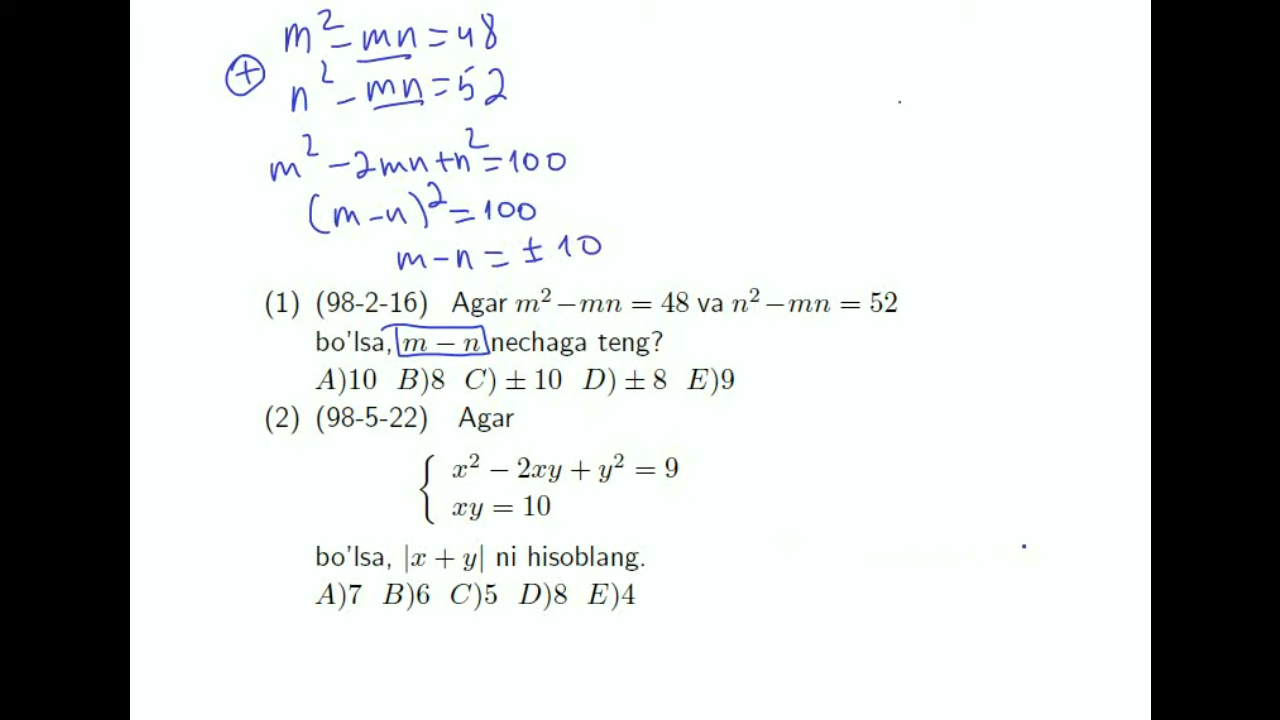 m² - mn = 48
⊕
n² - mn = 52
m² - 2mn + n² = 100
(m - n)² = 100
m - n = ± 10
(1) (98-2-16) Agar m² − mn = 48 va n² − mn = 52
bo'lsa, m − n nechaga teng?
A)10 B)8 C) ± 10 D) ± 8 E)9
(2) (98-5-22) Agar
{ x² − 2xy + y² = 9
xy = 10
bo'lsa, |x + y| ni hisoblang.
A)7 B)6 C)5 D)8 E)4